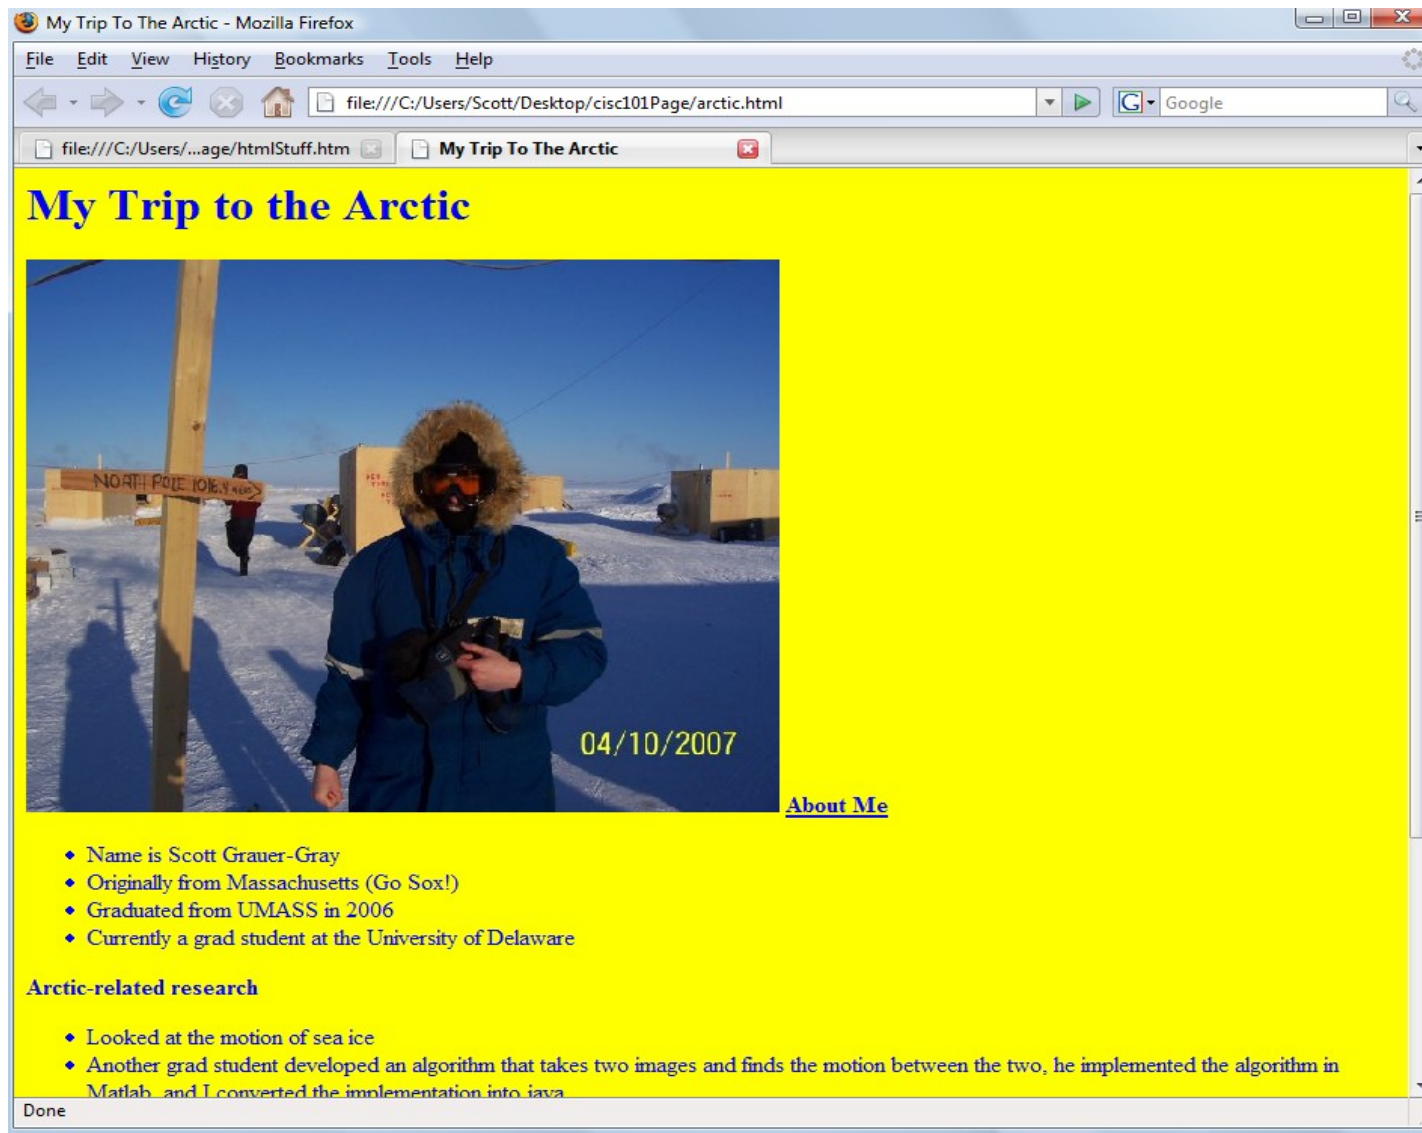 My Trip To The Arctic - Mozilla Firefox
File Edit View History Bookmarks Tools Help
file:///C:/Users/Scott/Desktop/cisc101Page/arctic.html
G Google
file:///C:/Users/...age/htmlStuff.htm My Trip To The Arctic
My Trip to the Arctic
NORTH POLE 1016.4
04/10/2007
About Me
Name is Scott Grauer-Gray
Originally from Massachusetts (Go Sox!)
Graduated from UMASS in 2006
Currently a grad student at the University of Delaware
Arctic-related research
Looked at the motion of sea ice
Another grad student developed an algorithm that takes two images and finds the motion between the two, he implemented the algorithm in
Matlab, and I converted the implementation into java
Done